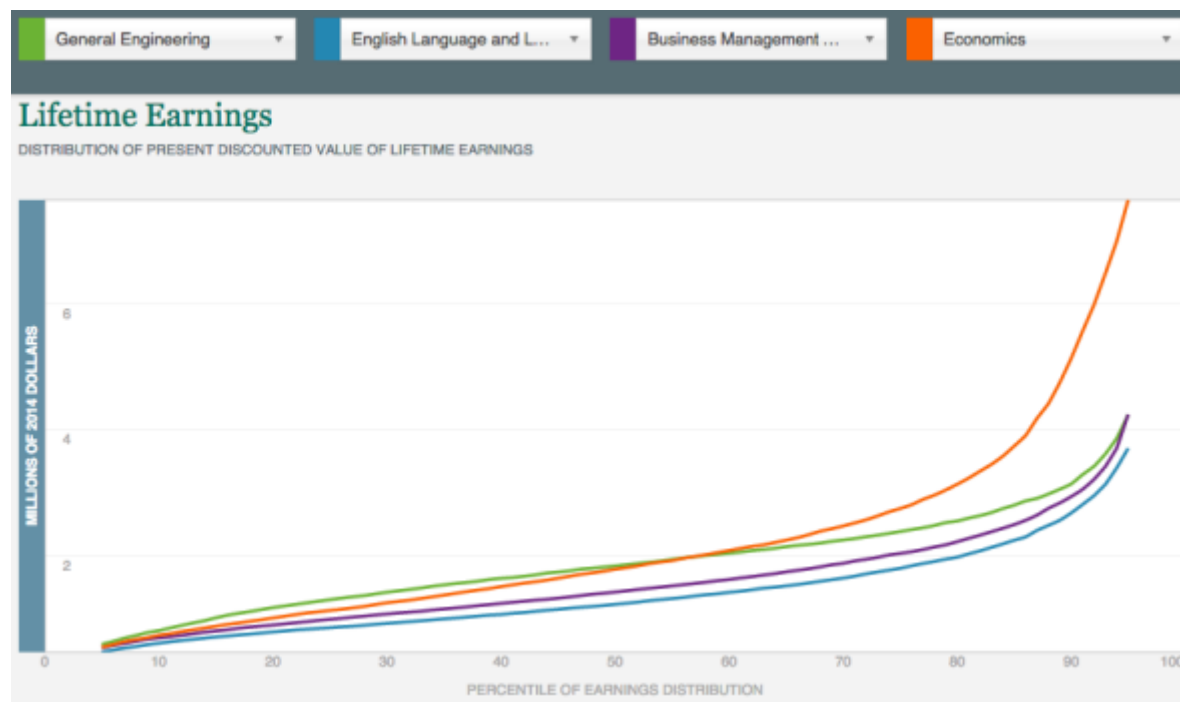 General Engineering
English Language and L...
Business Management ...
Economics
Lifetime Earnings
DISTRIBUTION OF PRESENT DISCOUNTED VALUE OF LIFETIME EARNINGS
MILLIONS OF 2014 DOLLARS
6
4
2
0 10 20 30 40 50 60 70 80 90 100
PERCENTILE OF EARNINGS DISTRIBUTION